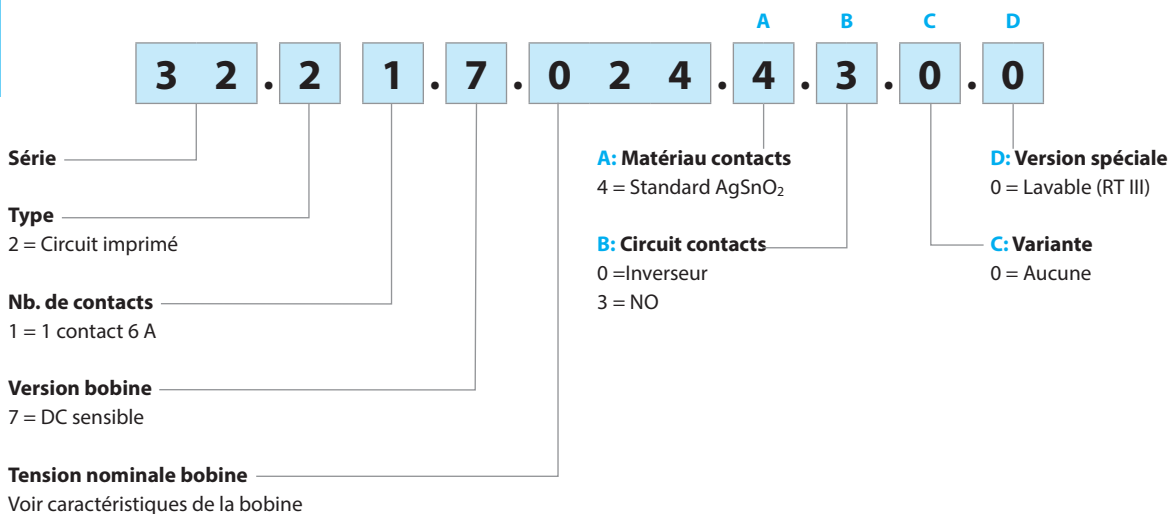 A B C D
3 2 . 2 1 . 7 . 0 2 4 . 4 . 3 . 0 . 0
Série
Type
2 = Circuit imprimé
Nb. de contacts
1 = 1 contact 6 A
Version bobine
7 = DC sensible
Tension nominale bobine
Voir caractéristiques de la bobine
A: Matériau contacts
4 = Standard AgSnO₂
B: Circuit contacts
0 =Inverseur
3 = NO
D: Version spéciale
0 = Lavable (RT III)
C: Variante
0 = Aucune